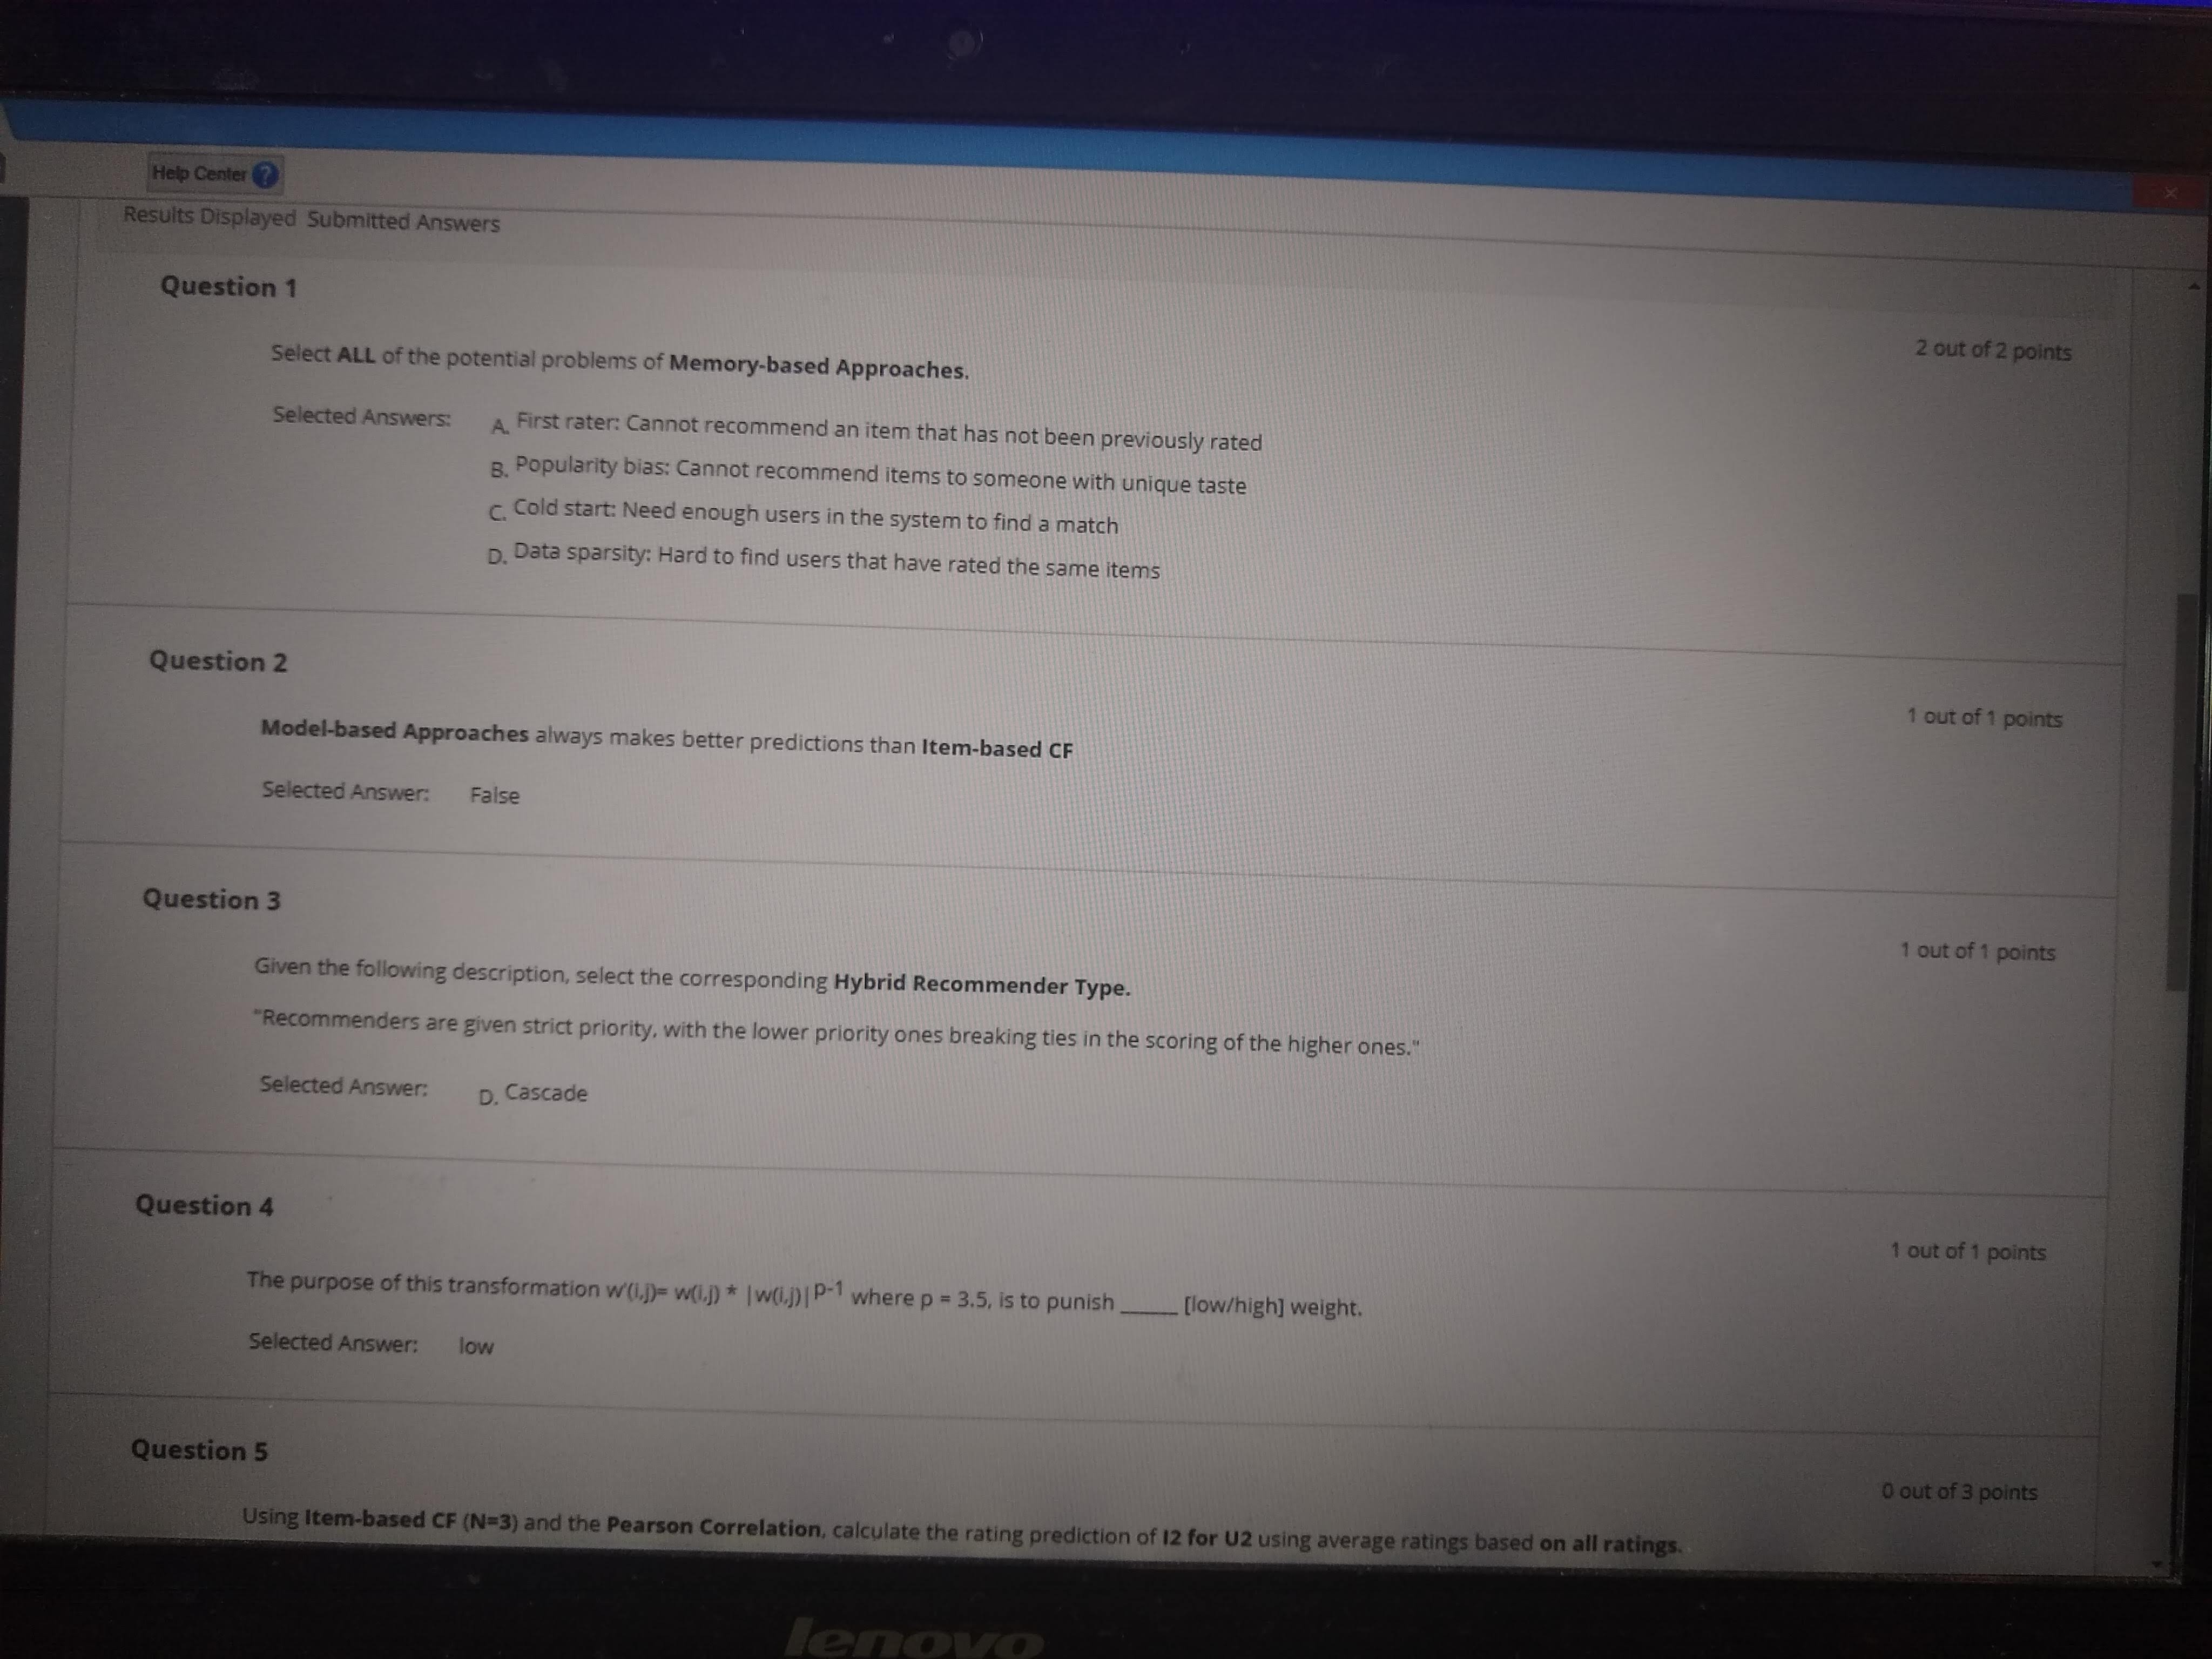 Help Center ?
Results Displayed Submitted Answers
Question 1
2 out of 2 points
Select ALL of the potential problems of Memory-based Approaches.
Selected Answers:
A. First rater: Cannot recommend an item that has not been previously rated
B. Popularity bias: Cannot recommend items to someone with unique taste
C. Cold start: Need enough users in the system to find a match
D. Data sparsity: Hard to find users that have rated the same items
Question 2
1 out of 1 points
Model-based Approaches always makes better predictions than Item-based CF
Selected Answer: False
Question 3
1 out of 1 points
Given the following description, select the corresponding Hybrid Recommender Type.
"Recommenders are given strict priority, with the lower priority ones breaking ties in the scoring of the higher ones."
Selected Answer: D. Cascade
Question 4
1 out of 1 points
The purpose of this transformation w'(i,j)= w(i,j) * |w(i,j)|p-1 where p = 3.5, is to punish _____ [low/high] weight.
Selected Answer: low
Question 5
0 out of 3 points
Using Item-based CF (N=3) and the Pearson Correlation, calculate the rating prediction of I2 for U2 using average ratings based on all ratings.
lenovo